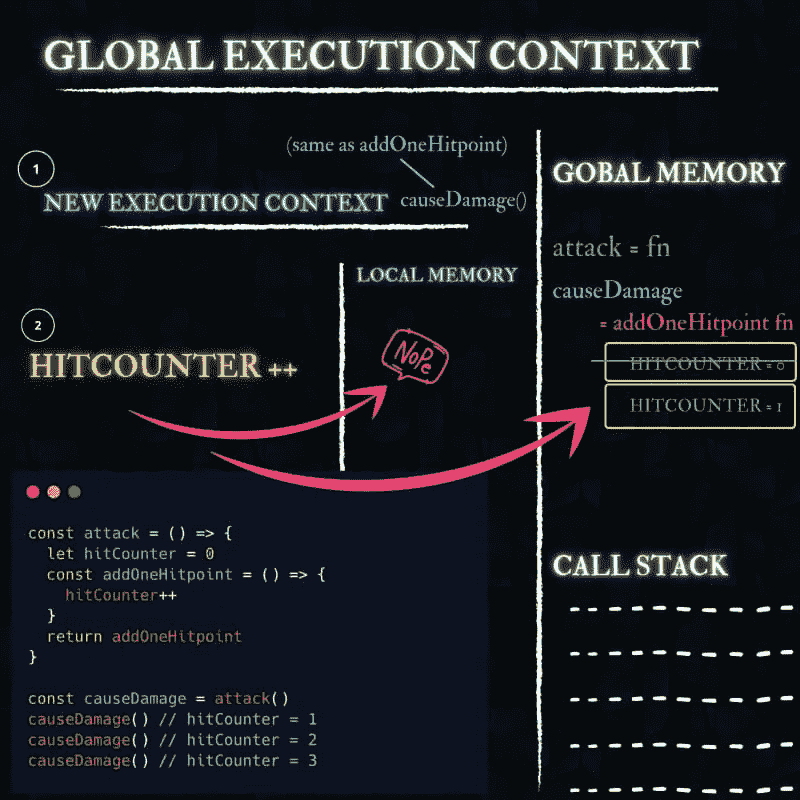 GLOBAL EXECUTION CONTEXT
(same as addOneHitpoint)
1
NEW EXECUTION CONTEXT causeDamage()
LOCAL MEMORY
2
HITCOUNTER ++
NoPe
GOBAL MEMORY
attack = fn
causeDamage
= addOneHitpoint fn
HITCOUNTER = 0
HITCOUNTER = 1
CALL STACK
const attack = () => {
  let hitCounter = 0
  const addOneHitpoint = () => {
    hitCounter++
  }
  return addOneHitpoint
}
const causeDamage = attack()
causeDamage() // hitCounter = 1
causeDamage() // hitCounter = 2
causeDamage() // hitCounter = 3